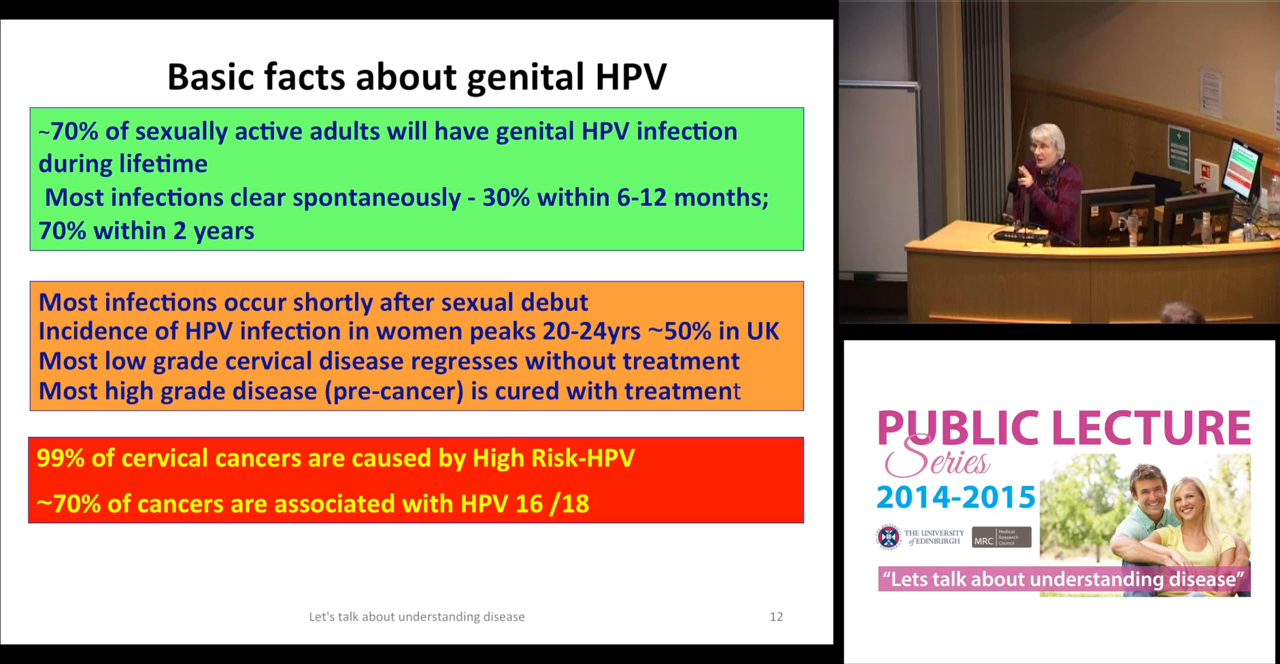 Basic facts about genital HPV
~70% of sexually active adults will have genital HPV infection
during lifetime
Most infections clear spontaneously - 30% within 6-12 months;
70% within 2 years
Most infections occur shortly after sexual debut
Incidence of HPV infection in women peaks 20-24yrs ~50% in UK
Most low grade cervical disease regresses without treatment
Most high grade disease (pre-cancer) is cured with treatment
99% of cervical cancers are caused by High Risk-HPV
~70% of cancers are associated with HPV 16 /18
Let's talk about understanding disease
12
PUBLIC LECTURE
Series
2014-2015
THE UNIVERSITY
of EDINBURGH
MRC
Medical
Research
Council
“Lets talk about understanding disease”